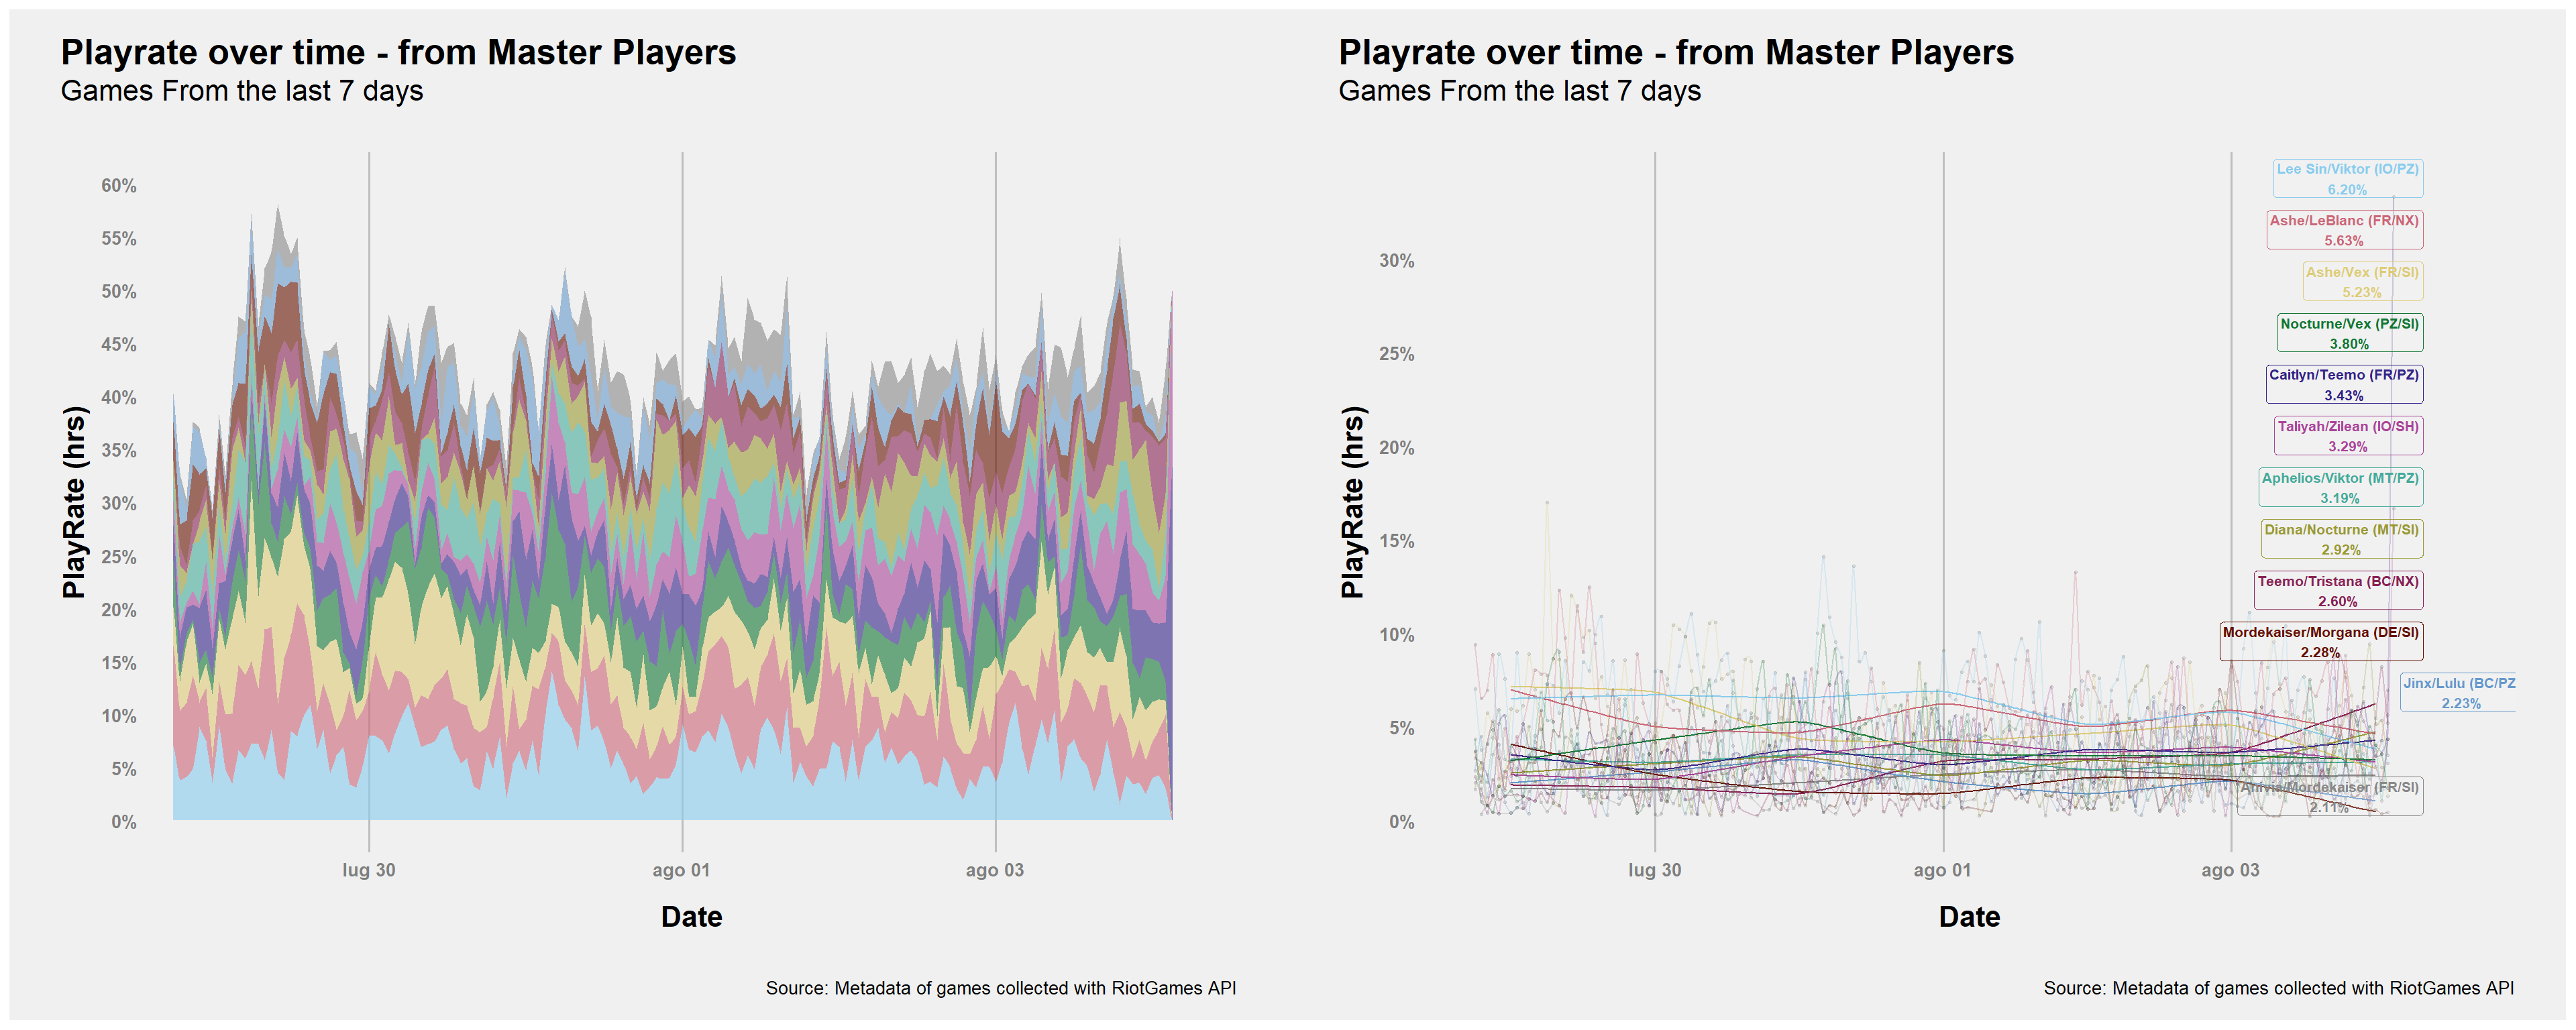 Playrate over time - from Master Players
Games From the last 7 days
60%
55%
50%
45%
40%
35%
30%
25%
20%
15%
10%
5%
0%
PlayRate (hrs)
lug 30
ago 01
ago 03
Date
Source: Metadata of games collected with RiotGames API
Playrate over time - from Master Players
Games From the last 7 days
30%
25%
20%
15%
10%
5%
0%
PlayRate (hrs)
Lee Sin/Viktor (IO/PZ)
6.20%
Ashe/LeBlanc (FR/NX)
5.63%
Ashe/Vex (FR/SI)
5.23%
Nocturne/Vex (PZ/SI)
3.80%
Caitlyn/Teemo (FR/PZ)
3.43%
Taliyah/Zilean (IO/SH)
3.29%
Aphelios/Viktor (MT/PZ)
3.19%
Diana/Nocturne (MT/SI)
2.92%
Teemo/Tristana (BC/NX)
2.60%
Mordekaiser/Morgana (DE/SI)
2.28%
Jinx/Lulu (BC/PZ
2.23%
Anivia/Mordekaiser (FR/SI)
2.11%
lug 30
ago 01
ago 03
Date
Source: Metadata of games collected with RiotGames API